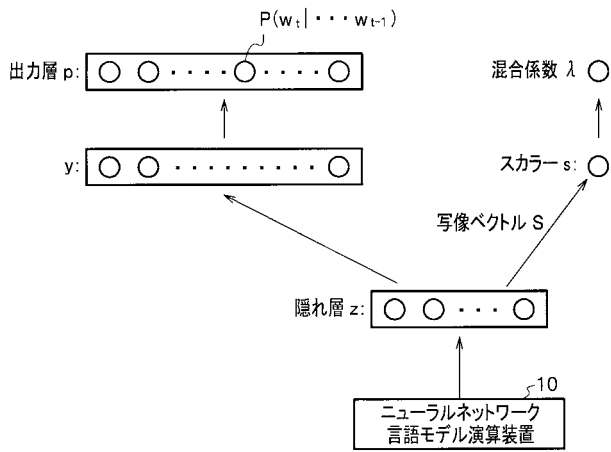 P(wt|・・・wt-1)
出力層 p:
混合係数 λ
y:
スカラー s:
写像ベクトル S
隠れ層 z:
10
ニューラルネットワーク
言語モデル演算装置